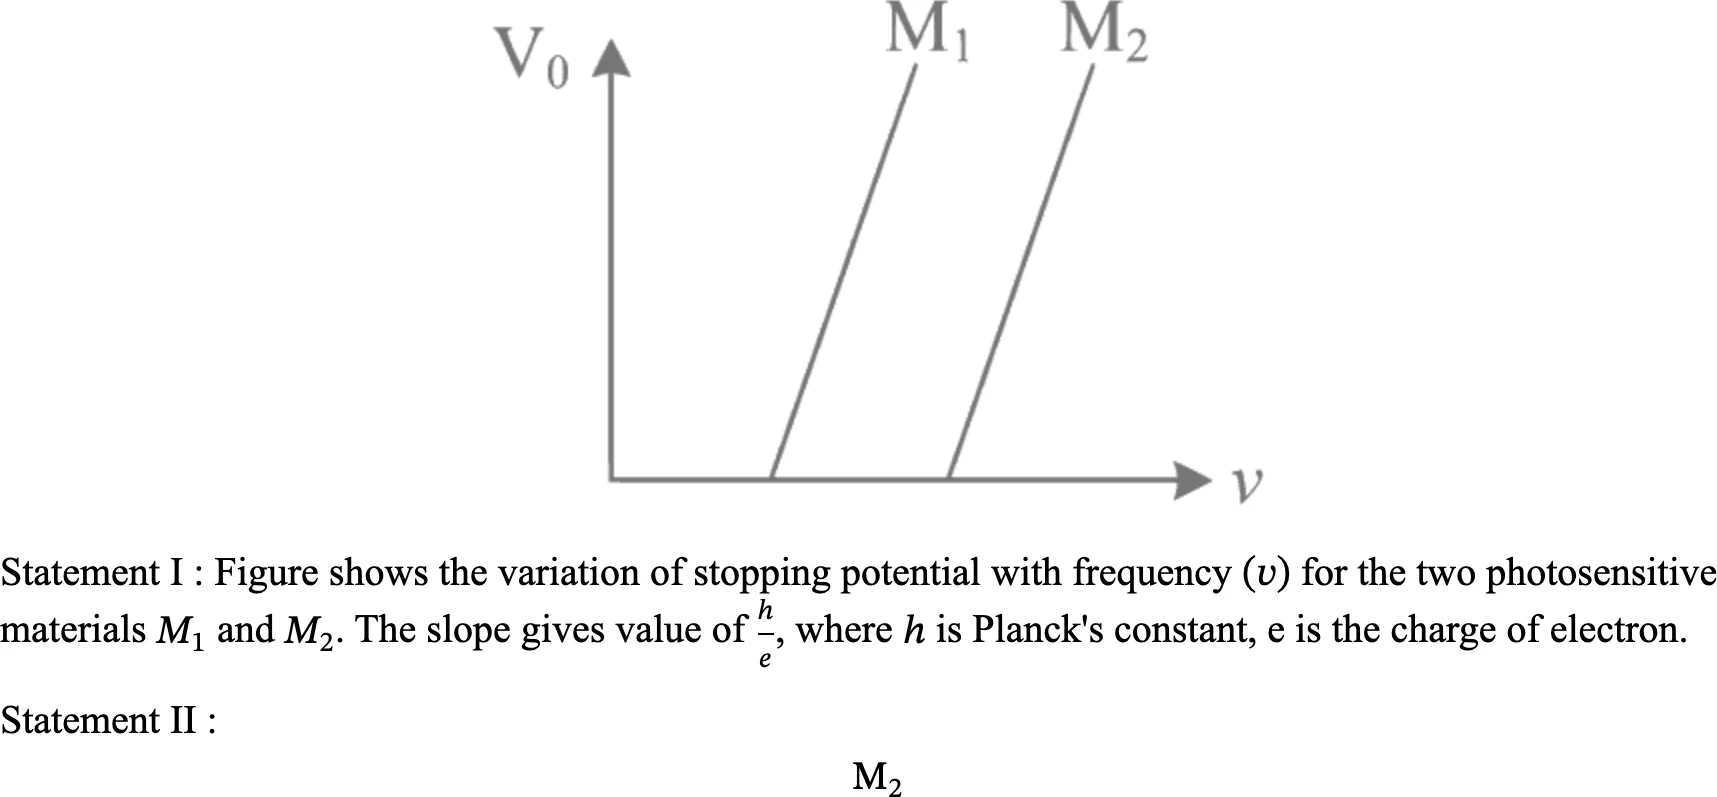 V₀ M₁ M₂
ν
Statement I : Figure shows the variation of stopping potential with frequency (υ) for the two photosensitive
materials M₁ and M₂. The slope gives value of h/e, where h is Planck's constant, e is the charge of electron.
Statement II :
M₂